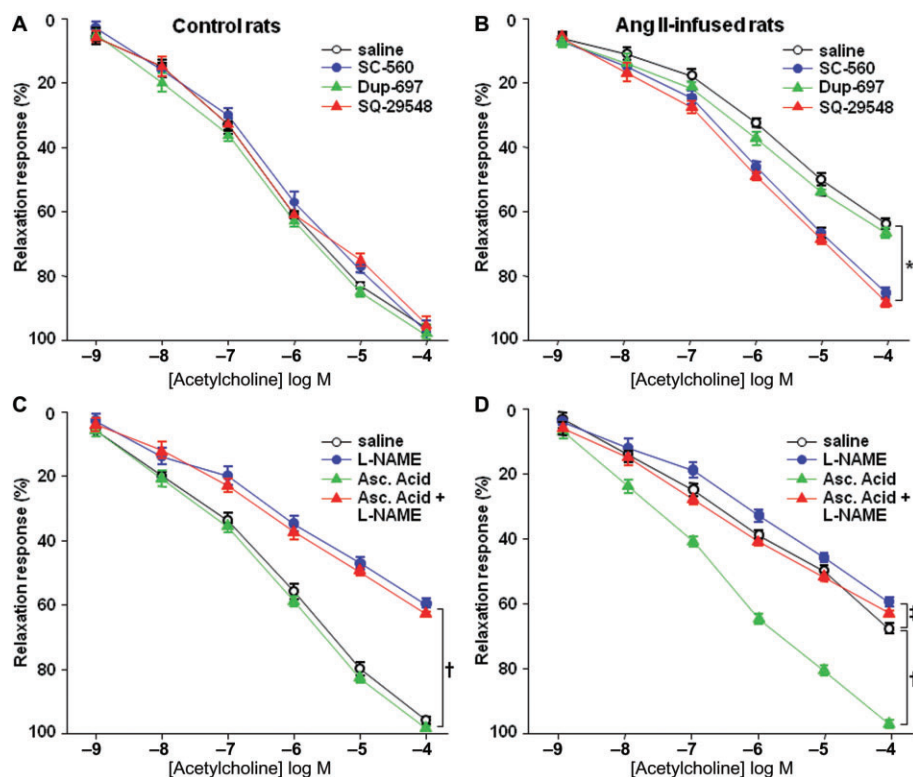 A
Control rats
saline
SC-560
Dup-697
SQ-29548
Relaxation response (%)
0
20
40
60
80
100
–9
–8
–7
–6
–5
–4
[Acetylcholine] log M
B
Ang II-infused rats
saline
SC-560
Dup-697
SQ-29548
Relaxation response (%)
0
20
40
60
80
100
*
–9
–8
–7
–6
–5
–4
[Acetylcholine] log M
C
saline
L-NAME
Asc. Acid
Asc. Acid +
L-NAME
Relaxation response (%)
0
20
40
60
80
100
†
–9
–8
–7
–6
–5
–4
[Acetylcholine] log M
D
saline
L-NAME
Asc. Acid
Asc. Acid +
L-NAME
Relaxation response (%)
0
20
40
60
80
100
‡
†
–9
–8
–7
–6
–5
–4
[Acetylcholine] log M